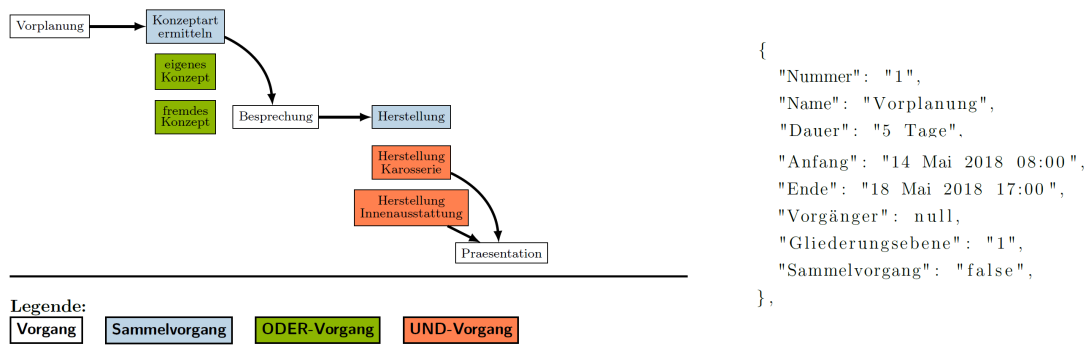 Vorplanung
Konzeptart
ermitteln
eigenes
Konzept
fremdes
Konzept
Besprechung
Herstellung
Herstellung
Karosserie
Herstellung
Innenausstattung
Praesentation
Legende:
Vorgang
Sammelvorgang
ODER-Vorgang
UND-Vorgang
{
"Nummer": "1",
"Name": "Vorplanung",
"Dauer": "5 Tage",
"Anfang": "14 Mai 2018 08:00",
"Ende": "18 Mai 2018 17:00",
"Vorgänger": null,
"Gliederungsebene": "1",
"Sammelvorgang": "false",
},